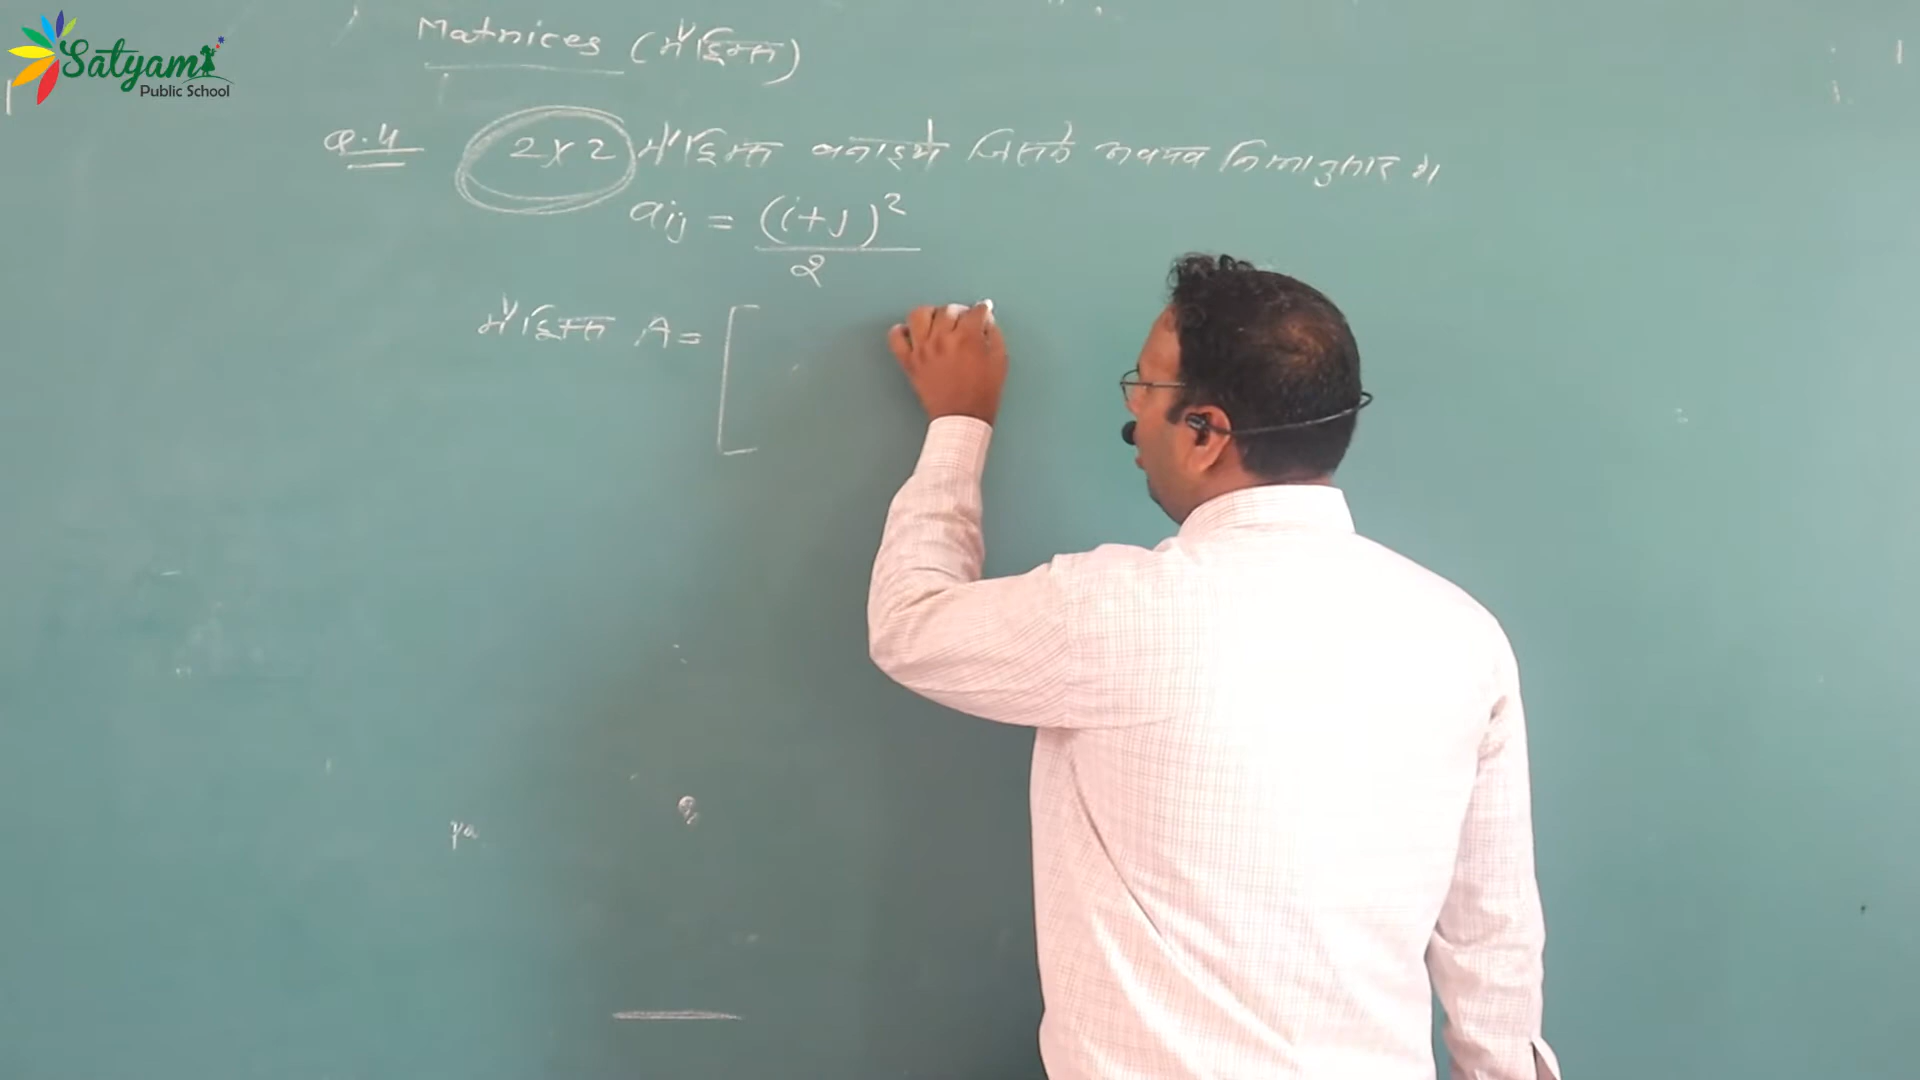 Satyam
Public School
Matrices (मैट्रिक्स)
Q.4 2x2 मैट्रिक्स बनाइये जिसके अवयव निम्नानुसार है
aij = (i+j)²
2
मैट्रिक्स A = [